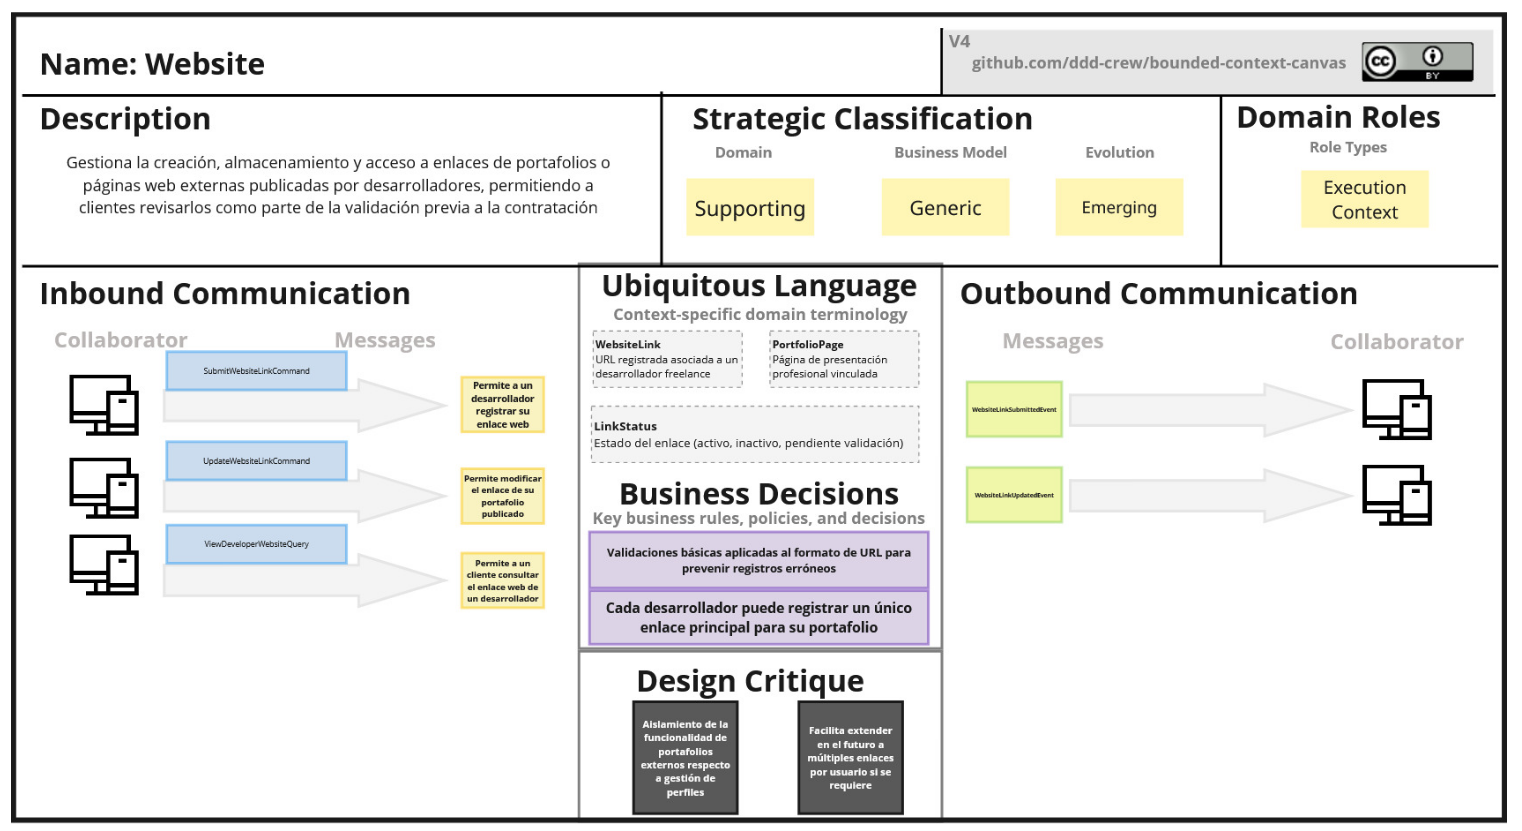 Name: Website
V4
github.com/ddd-crew/bounded-context-canvas
cc
BY
Description
Gestiona la creación, almacenamiento y acceso a enlaces de portafolios o
páginas web externas publicadas por desarrolladores, permitiendo a
clientes revisarlos como parte de la validación previa a la contratación
Strategic Classification
Domain
Business Model
Evolution
Supporting
Generic
Emerging
Domain Roles
Role Types
Execution
Context
Inbound Communication
Collaborator
Messages
SubmitWebsiteLinkCommand
Permite a un
desarrollador
registrar su
enlace web
UpdateWebsiteLinkCommand
Permite modificar
el enlace de su
portafolio
publicado
ViewDeveloperWebsiteQuery
Permite a un
cliente consultar
el enlace web de
un desarrollador
Ubiquitous Language
Context-specific domain terminology
WebsiteLink
URL registrada asociada a un
desarrollador freelance
PortfolioPage
Página de presentación
profesional vinculada
LinkStatus
Estado del enlace (activo, inactivo, pendiente validación)
Business Decisions
Key business rules, policies, and decisions
Validaciones básicas aplicadas al formato de URL para
prevenir registros erróneos
Cada desarrollador puede registrar un único
enlace principal para su portafolio
Design Critique
Aislamiento de la
funcionalidad de
portafolios
externos respecto
a gestión de
perfiles
Facilita extender
en el futuro a
múltiples enlaces
por usuario si se
requiere
Outbound Communication
Messages
Collaborator
WebsiteLinkSubmittedEvent
WebsiteLinkUpdatedEvent